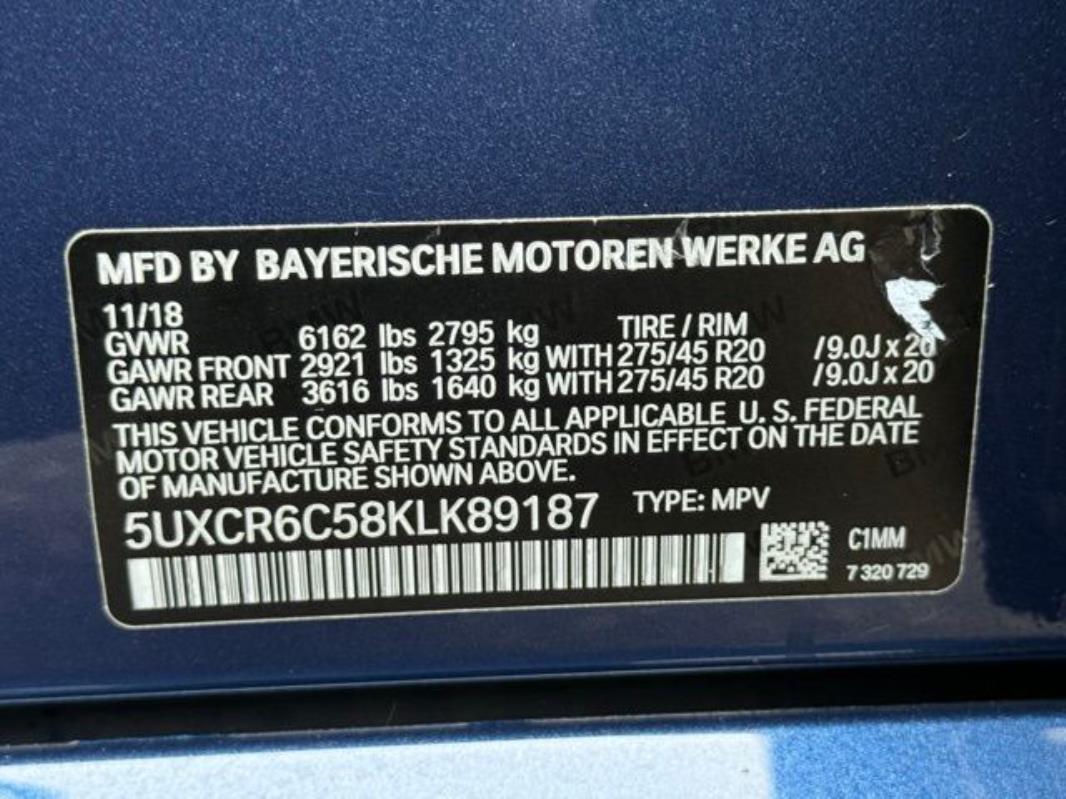 MFD BY BAYERISCHE MOTOREN WERKE AG
11/18
TIRE / RIM
GVWR 6162 lbs 2795 kg
GAWR FRONT 2921 lbs 1325 kg WITH 275/45 R20 /9.0J x 20
GAWR REAR 3616 lbs 1640 kg WITH 275/45 R20 /9.0J x 20
THIS VEHICLE CONFORMS TO ALL APPLICABLE U. S. FEDERAL
MOTOR VEHICLE SAFETY STANDARDS IN EFFECT ON THE DATE
OF MANUFACTURE SHOWN ABOVE.
5UXCR6C58KLK89187 TYPE: MPV
C1MM
7 320 729